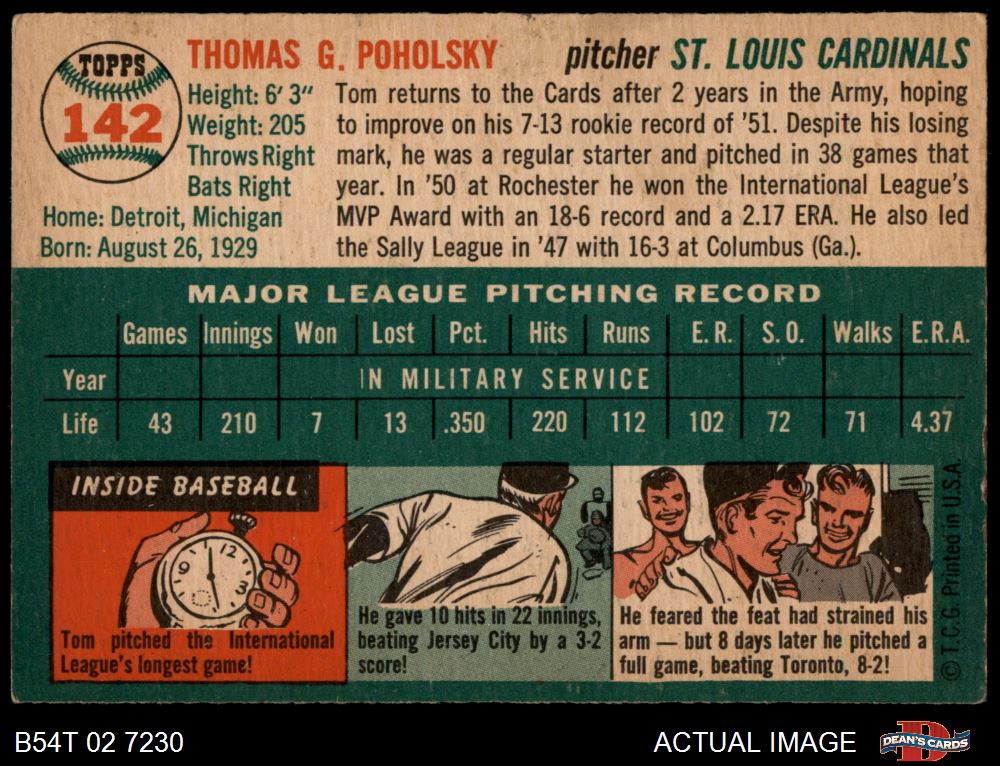 TOPPS
142
THOMAS G. POHOLSKY
pitcher ST. LOUIS CARDINALS
Height: 6' 3"
Weight: 205
Throws Right
Bats Right
Home: Detroit, Michigan
Born: August 26, 1929
Tom returns to the Cards after 2 years in the Army, hoping
to improve on his 7-13 rookie record of '51. Despite his losing
mark, he was a regular starter and pitched in 38 games that
year. In '50 at Rochester he won the International League's
MVP Award with an 18-6 record and a 2.17 ERA. He also led
the Sally League in '47 with 16-3 at Columbus (Ga.).
MAJOR LEAGUE PITCHING RECORD
Games Innings Won Lost Pct. Hits Runs E.R. S.O. Walks E.R.A.
Year IN MILITARY SERVICE
Life 43 210 7 13 .350 220 112 102 72 71 4.37
INSIDE BASEBALL
12
9
3
6
Tom pitched the International
League's longest game!
He gave 10 hits in 22 innings,
beating Jersey City by a 3-2
score!
He feared the feat had strained his
arm — but 8 days later he pitched a
full game, beating Toronto, 8-2!
© T.C.G. Printed in U.S.A.
B54T 02 7230
ACTUAL IMAGE
D
DEAN'S CARDS